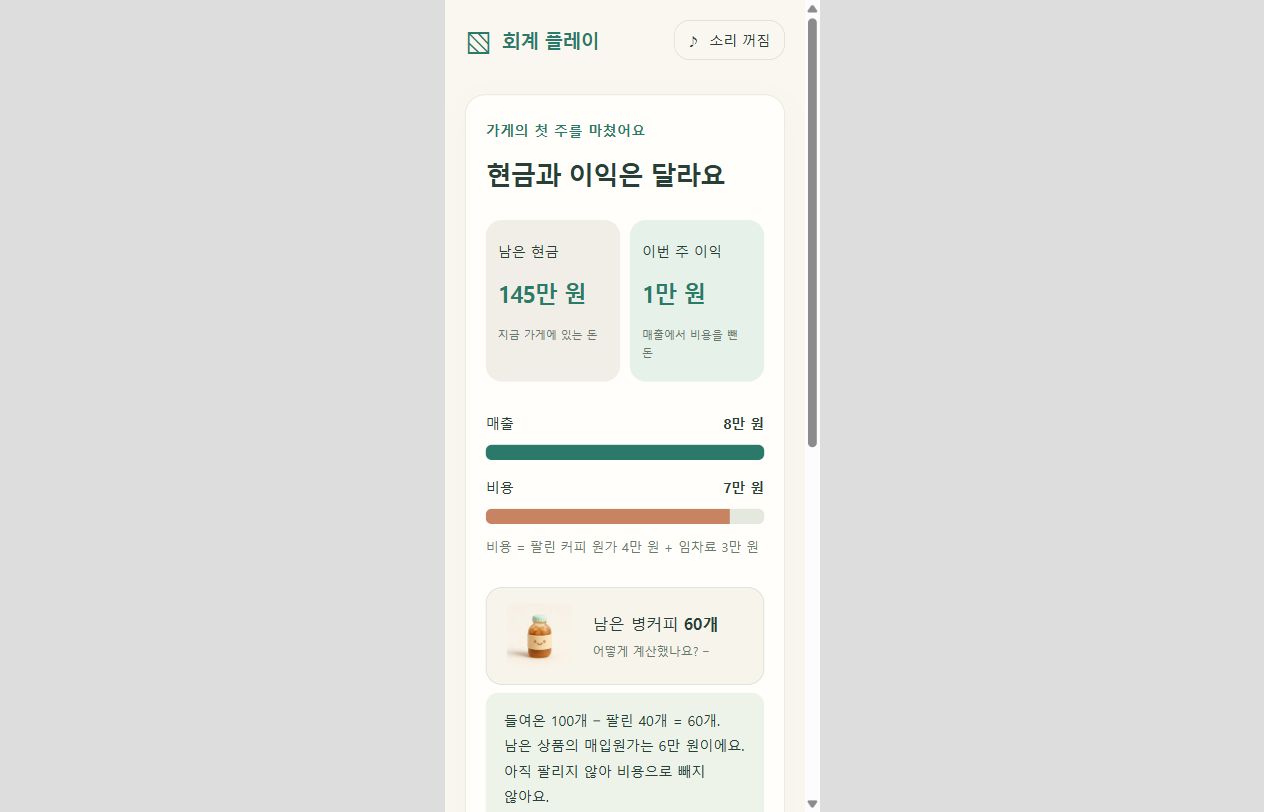 회계 플레이
♪ 소리 꺼짐
가게의 첫 주를 마쳤어요
현금과 이익은 달라요
남은 현금
145만 원
지금 가게에 있는 돈
이번 주 이익
1만 원
매출에서 비용을 뺀
돈
매출 8만 원
비용 7만 원
비용 = 팔린 커피 원가 4만 원 + 임차료 3만 원
남은 병커피 60개
어떻게 계산했나요? −
들여온 100개 − 팔린 40개 = 60개.
남은 상품의 매입원가는 6만 원이에요.
아직 팔리지 않아 비용으로 빼지
않아요.